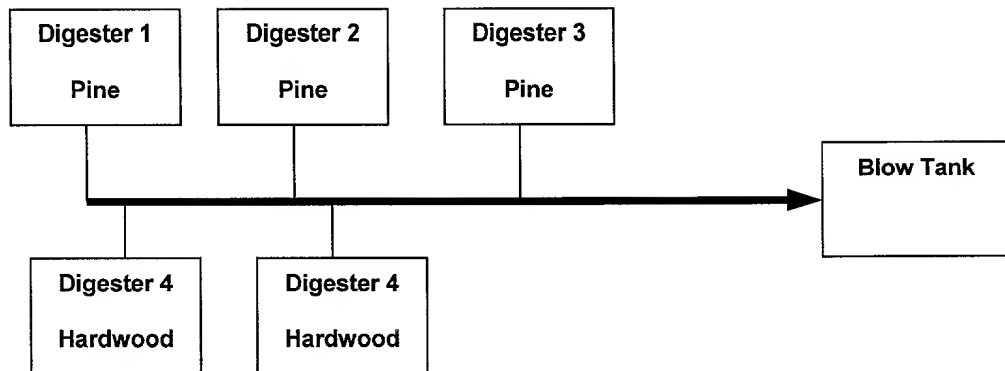 Digester 1
Pine
Digester 2
Pine
Digester 3
Pine
Blow Tank
Digester 4
Hardwood
Digester 4
Hardwood